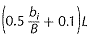 (0.5 b_i/B + 0.1) L